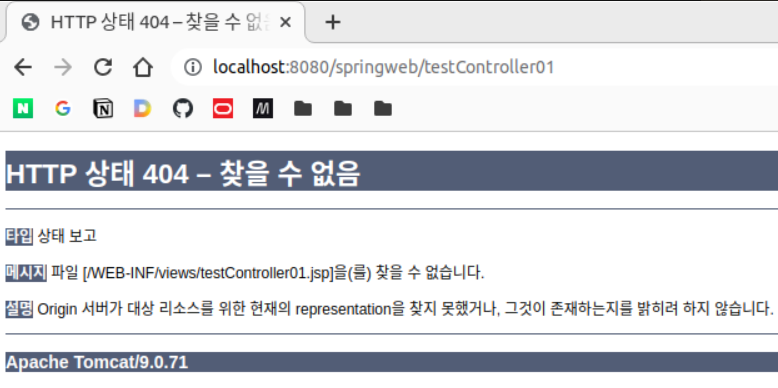 HTTP 상태 404 – 찾을 수 없음
localhost:8080/springweb/testController01
HTTP 상태 404 – 찾을 수 없음
타입 상태 보고
메시지 파일 [/WEB-INF/views/testController01.jsp]을(를) 찾을 수 없습니다.
설명 Origin 서버가 대상 리소스를 위한 현재의 representation을 찾지 못했거나, 그것이 존재하는지를 밝히려 하지 않습니다.
Apache Tomcat/9.0.71